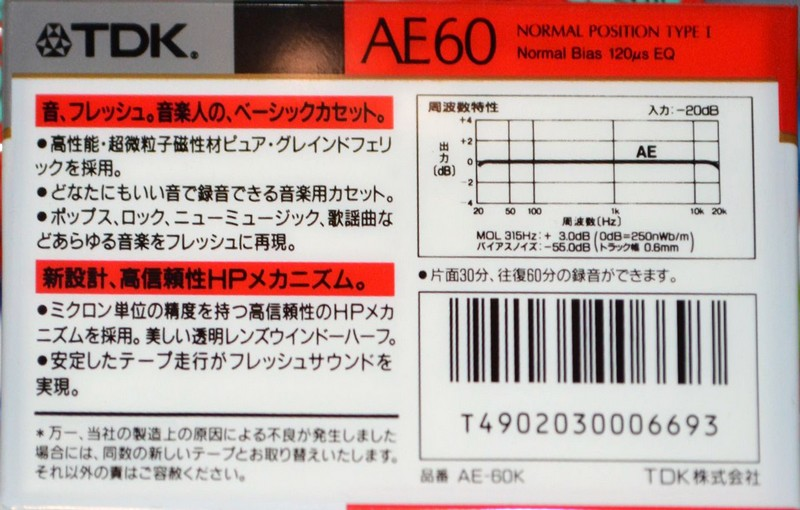 TDK®
AE60
NORMAL POSITION TYPE I
Normal Bias 120μs EQ
音、フレッシュ。音楽人の、ベーシックカセット。
●高性能・超微粒子磁性材ピュア・グレインドフェリ
ックを採用。
●どなたにもいい音で録音できる音楽用カセット。
●ポップス、ロック、ニューミュージック、歌謡曲な
どあらゆる音楽をフレッシュに再現。
新設計、高信頼性HPメカニズム。
●ミクロン単位の精度を持つ高信頼性のHPメカ
ニズムを採用。美しい透明レンズウインドーハーフ。
●安定したテープ走行がフレッシュサウンドを
実現。
*万一、当社の製造上の原因による不良が発生しました
場合には、同数の新しいテープとお取り替えいたします。
それ以外の責はご容赦ください。
周波数特性
入力:-20dB
出力(dB)
+4
+2
0
-2
-4
AE
20 50 100 1k 10k 20k
周波数(Hz)
MOL 315Hz:+ 3.0dB(0dB=250nWb/m)
バイアスノイズ:-55.0dB(トラック幅 0.6mm)
●片面30分、往復60分の録音ができます。
T4902030006693
品番 AE-60K
TDK株式会社